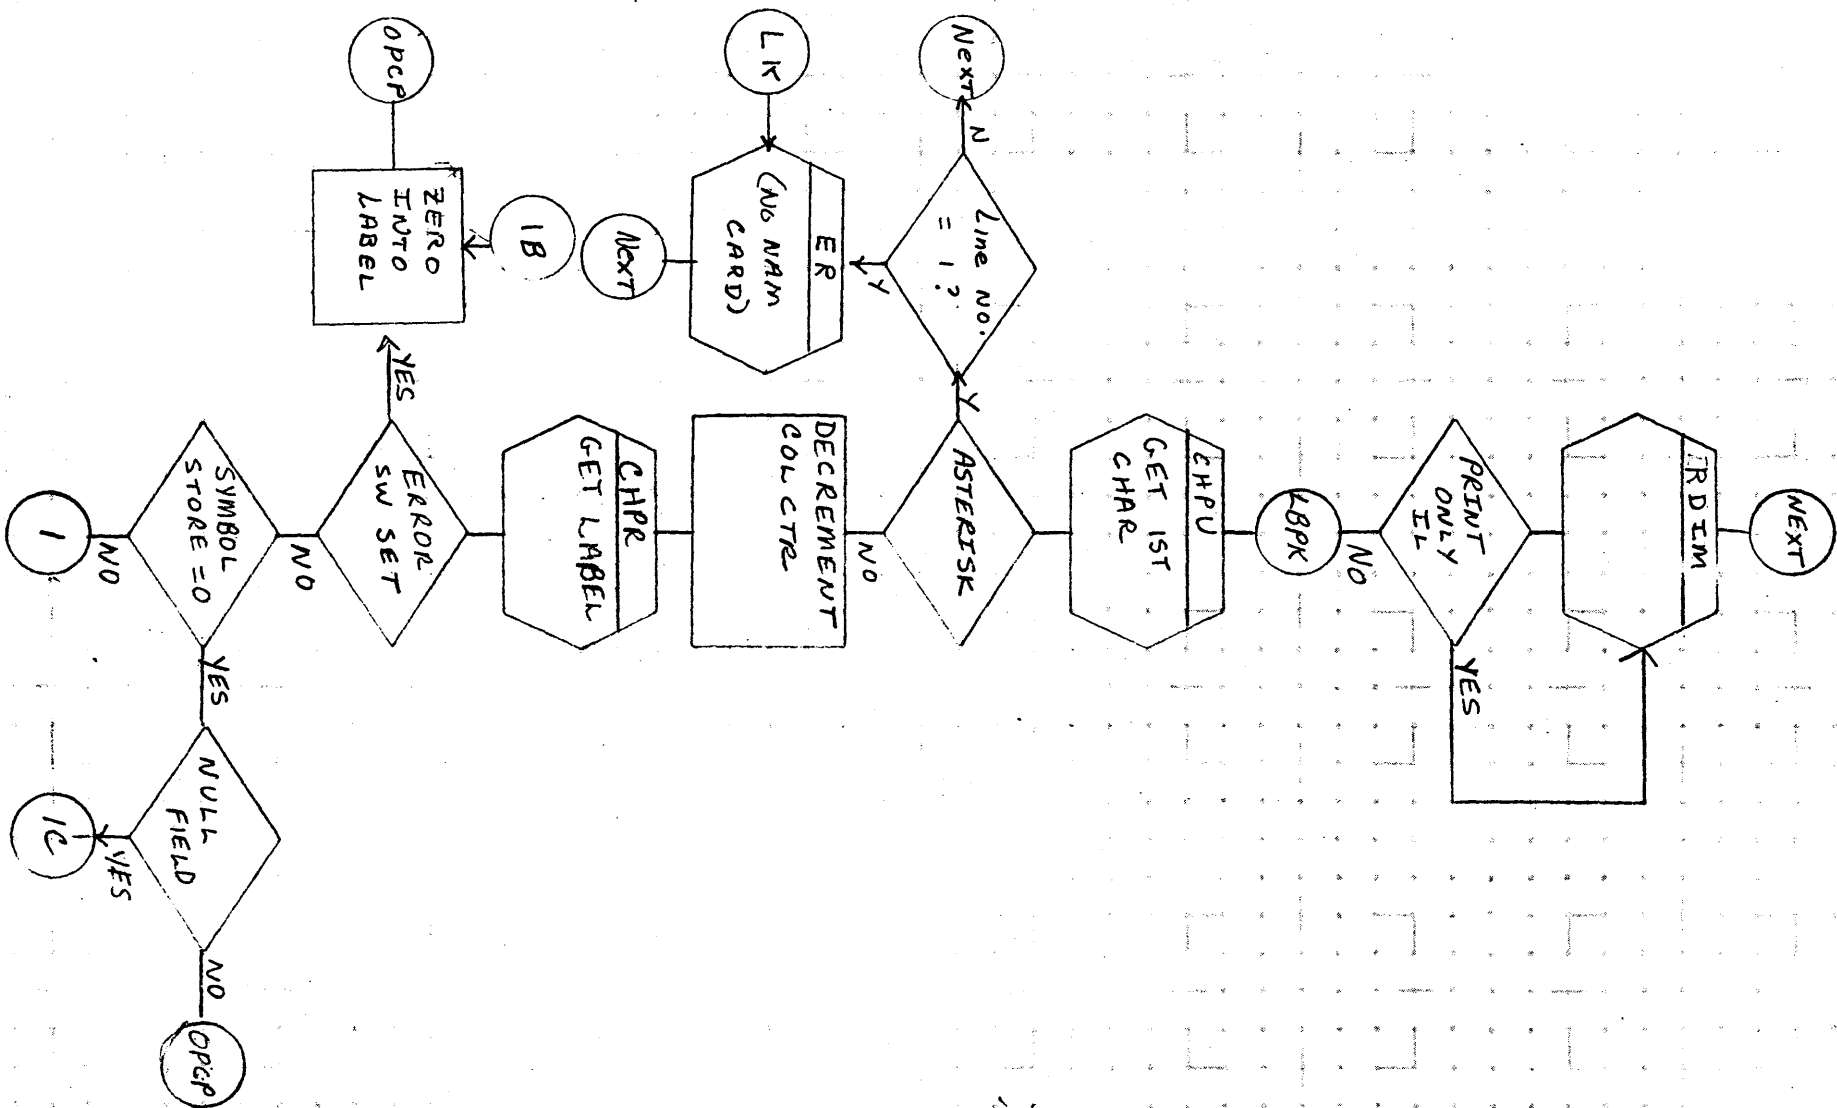 NEXT
RDIM
PRINT
ONLY
IL
YES
NO
LBPK
CHPU
GET 1ST
CHAR
ASTERISK
Y
Line No.
= 1?
N
Next
Y
ER
(NO NAM
CARD)
LK
Next
NO
DECREMENT
COL CTR
CHPR
GET LABEL
ERROR
SW SET
YES
ZERO
INTO
LABEL
1B
OPCP
NO
SYMBOL
STORE =0
NO
1
YES
NULL
FIELD
YES
1C
NO
OPCP